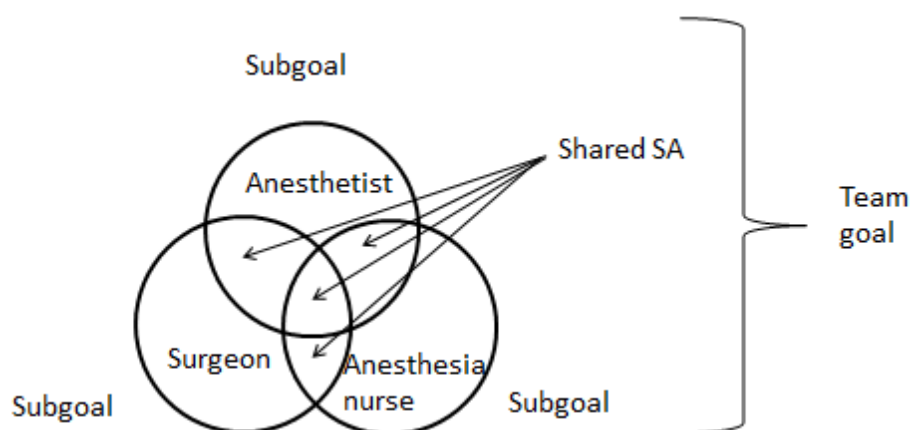 Subgoal
Anesthetist
Shared SA
Team
goal
Surgeon
Anesthesia
nurse
Subgoal
Subgoal